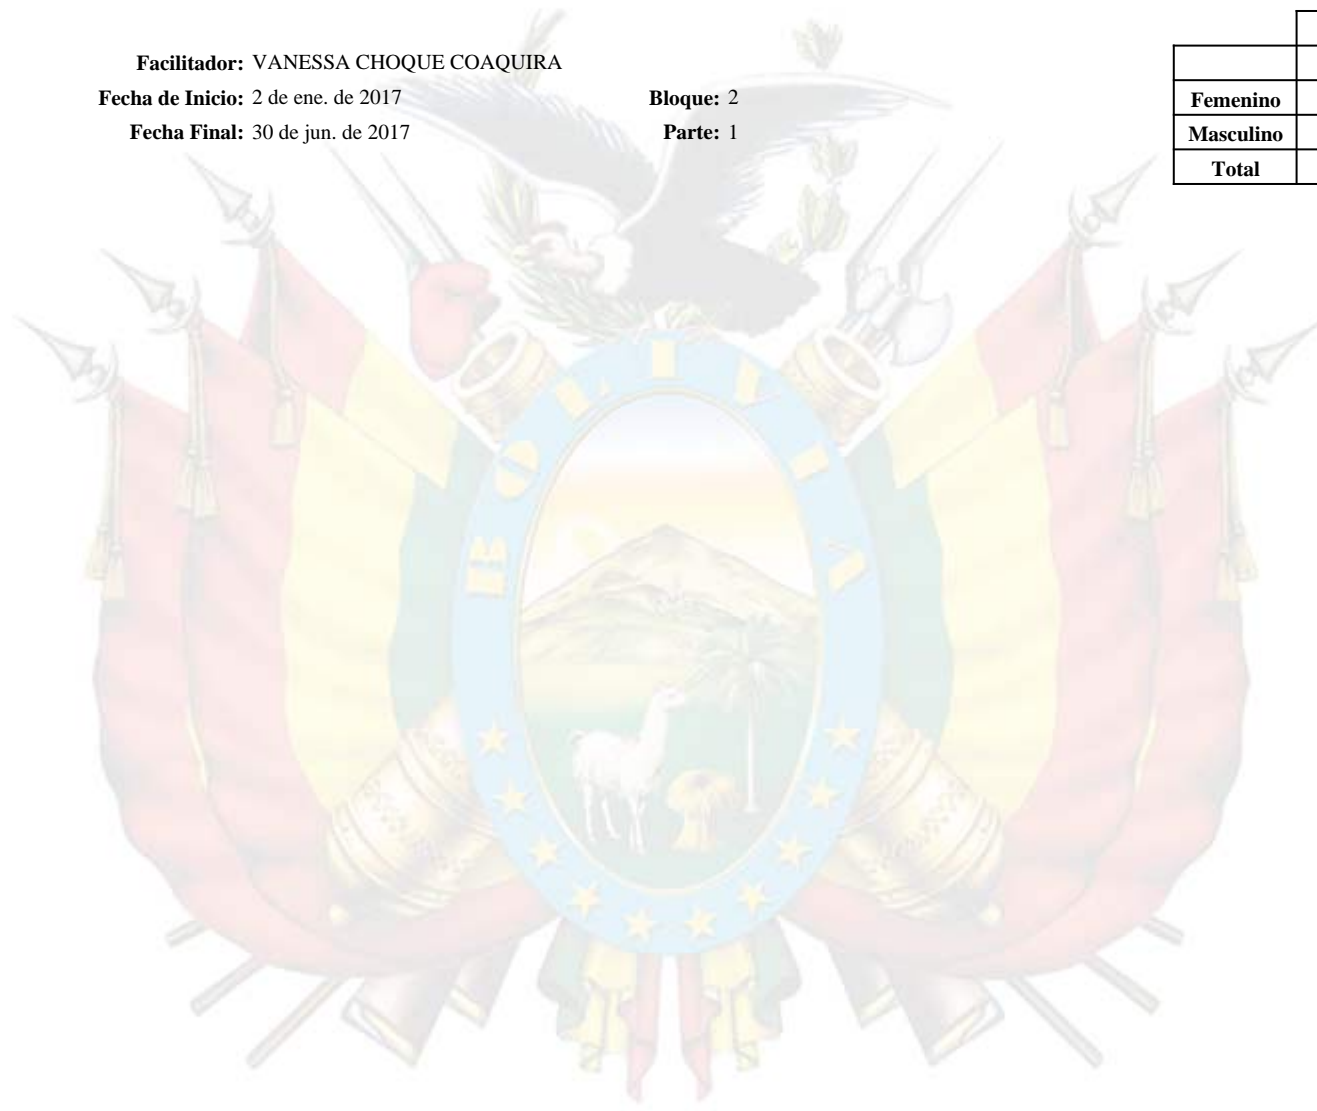 Facilitador: VANESSA CHOQUE COAQUIRA
Fecha de Inicio: 2 de ene. de 2017 Bloque: 2
Fecha Final: 30 de jun. de 2017 Parte: 1
Femenino
Masculino
Total
BOLIVIA